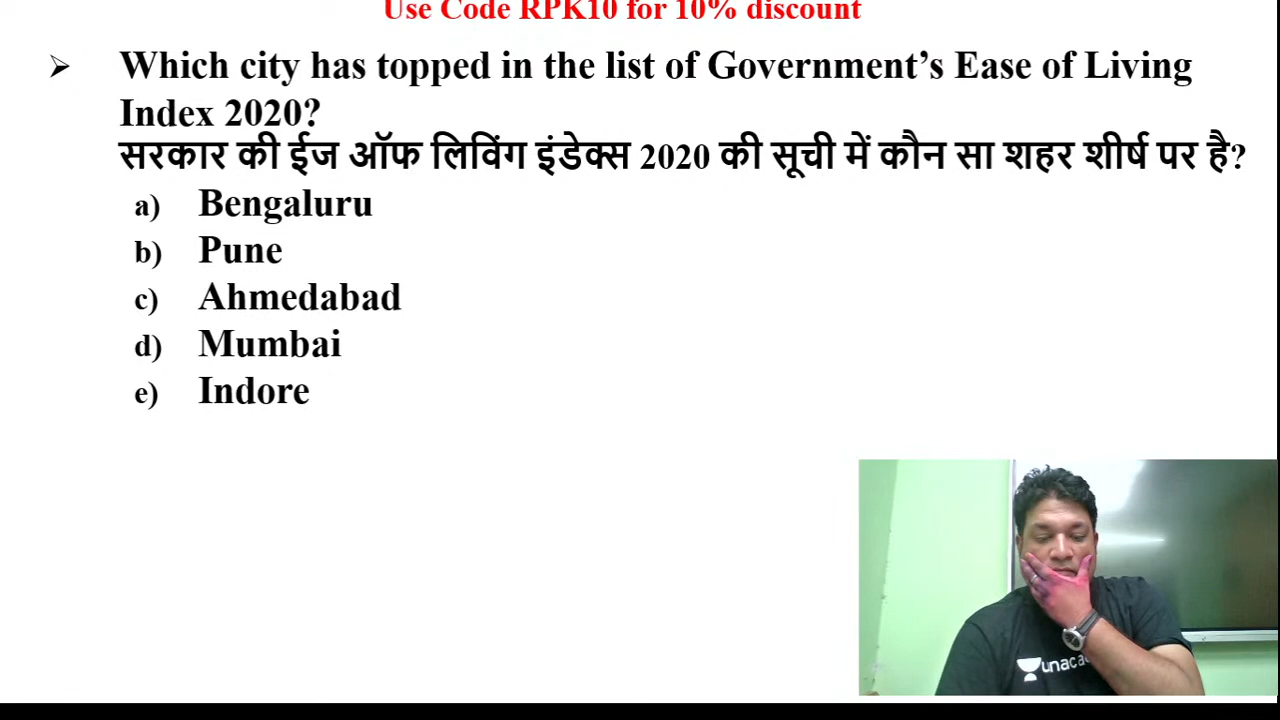 Use Code RPK10 for 10% discount
➢ Which city has topped in the list of Government’s Ease of Living
Index 2020?
सरकार की ईज ऑफ लिविंग इंडेक्स 2020 की सूची में कौन सा शहर शीर्ष पर है?
a) Bengaluru
b) Pune
c) Ahmedabad
d) Mumbai
e) Indore